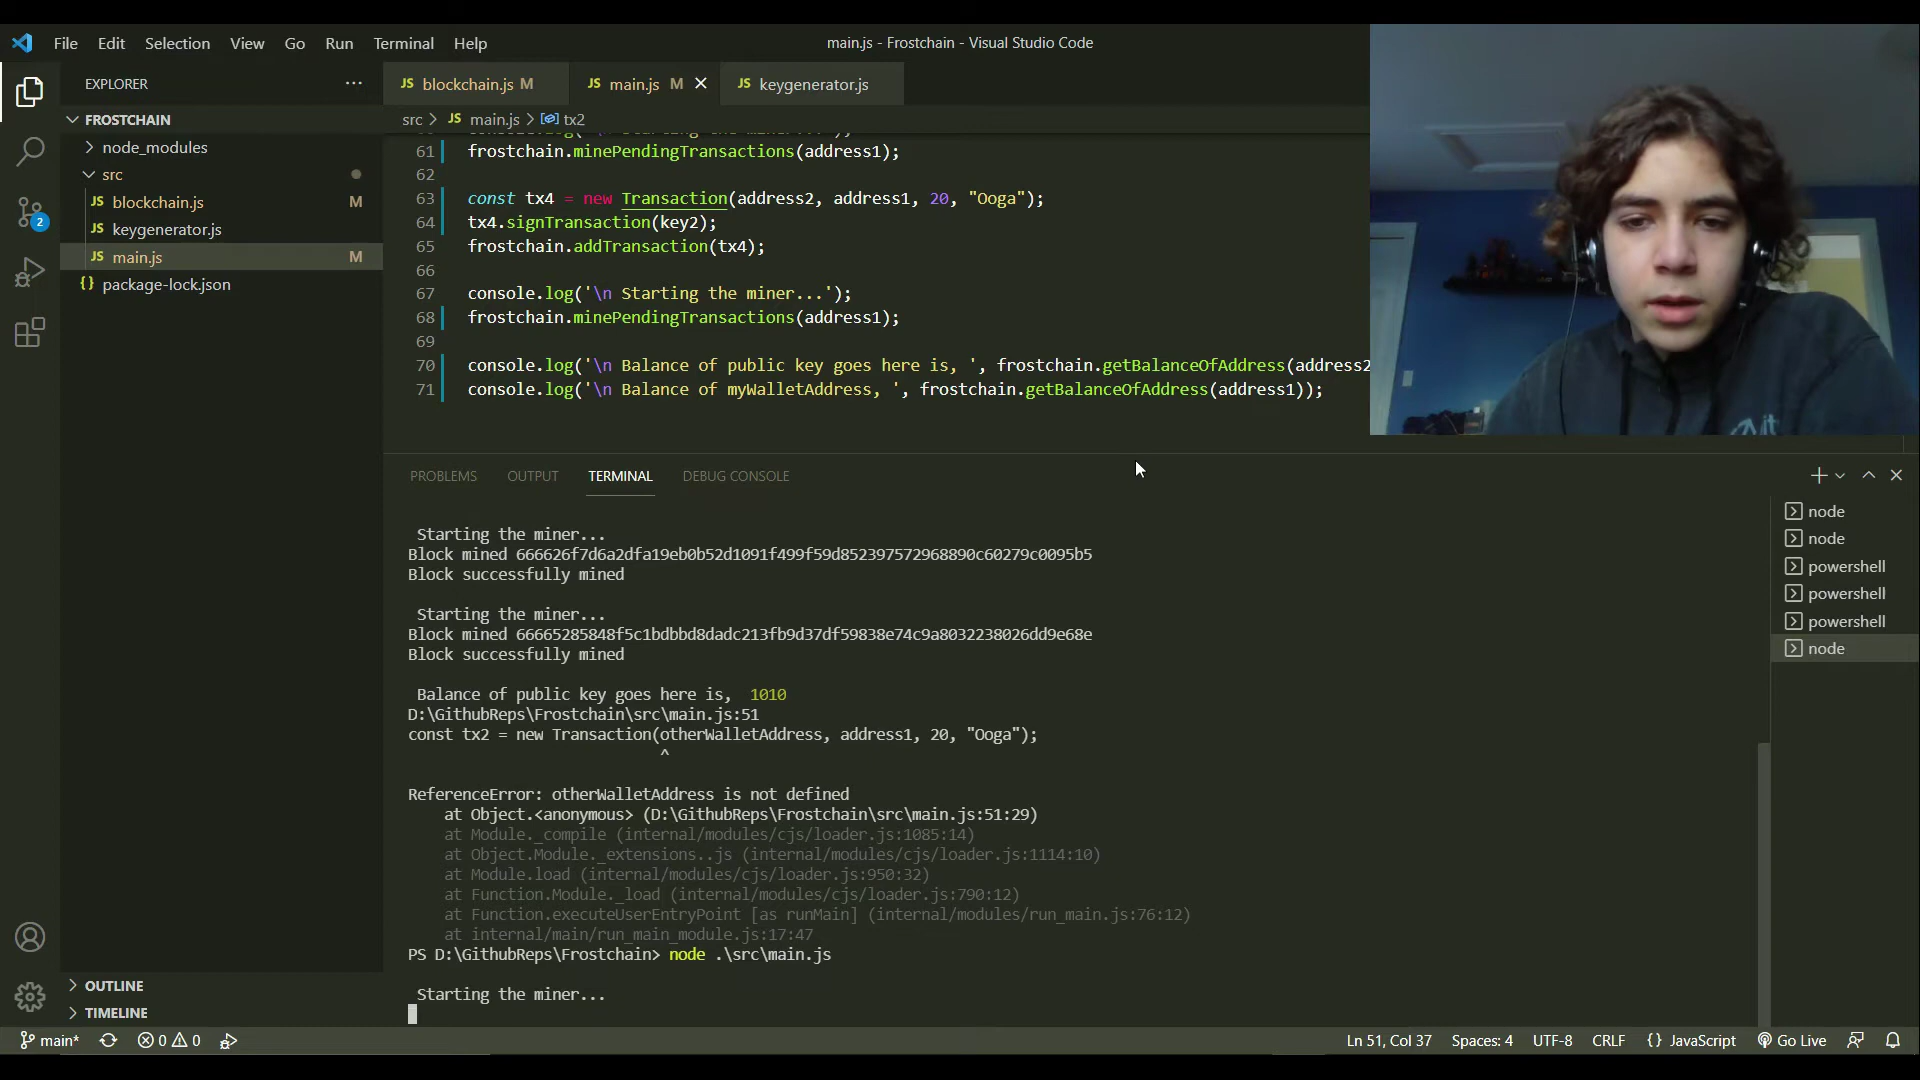 File Edit Selection View Go Run Terminal Help
main.js - Frostchain - Visual Studio Code
EXPLORER
FROSTCHAIN
node_modules
src
JS blockchain.js M
JS keygenerator.js
JS main.js M
{} package-lock.json
OUTLINE
TIMELINE
2
JS blockchain.js M
JS main.js M
JS keygenerator.js
src > JS main.js > tx2
61 frostchain.minePendingTransactions(address1);
62
63 const tx4 = new Transaction(address2, address1, 20, "Ooga");
64 tx4.signTransaction(key2);
65 frostchain.addTransaction(tx4);
66
67 console.log('\n Starting the miner...');
68 frostchain.minePendingTransactions(address1);
69
70 console.log('\n Balance of public key goes here is, ', frostchain.getBalanceOfAddress(address2
71 console.log('\n Balance of myWalletAddress, ', frostchain.getBalanceOfAddress(address1));
PROBLEMS OUTPUT TERMINAL DEBUG CONSOLE
Starting the miner...
Block mined 666626f7d6a2dfa19eb0b52d1091f499f59d852397572968890c60279c0095b5
Block successfully mined
Starting the miner...
Block mined 66665285848f5c1bdbbd8dadc213fb9d37df59838e74c9a8032238026dd9e68e
Block successfully mined
Balance of public key goes here is, 1010
D:\GithubReps\Frostchain\src\main.js:51
const tx2 = new Transaction(otherWalletAddress, address1, 20, "Ooga");
^
ReferenceError: otherWalletAddress is not defined
at Object.<anonymous> (D:\GithubReps\Frostchain\src\main.js:51:29)
at Module._compile (internal/modules/cjs/loader.js:1085:14)
at Object.Module._extensions..js (internal/modules/cjs/loader.js:1114:10)
at Module.load (internal/modules/cjs/loader.js:950:32)
at Function.Module._load (internal/modules/cjs/loader.js:790:12)
at Function.executeUserEntryPoint [as runMain] (internal/modules/run_main.js:76:12)
at internal/main/run_main_module.js:17:47
PS D:\GithubReps\Frostchain> node .\src\main.js
Starting the miner...
node
node
powershell
powershell
powershell
node
main* 0 0
Ln 51, Col 37 Spaces: 4 UTF-8 CRLF {} JavaScript Go Live